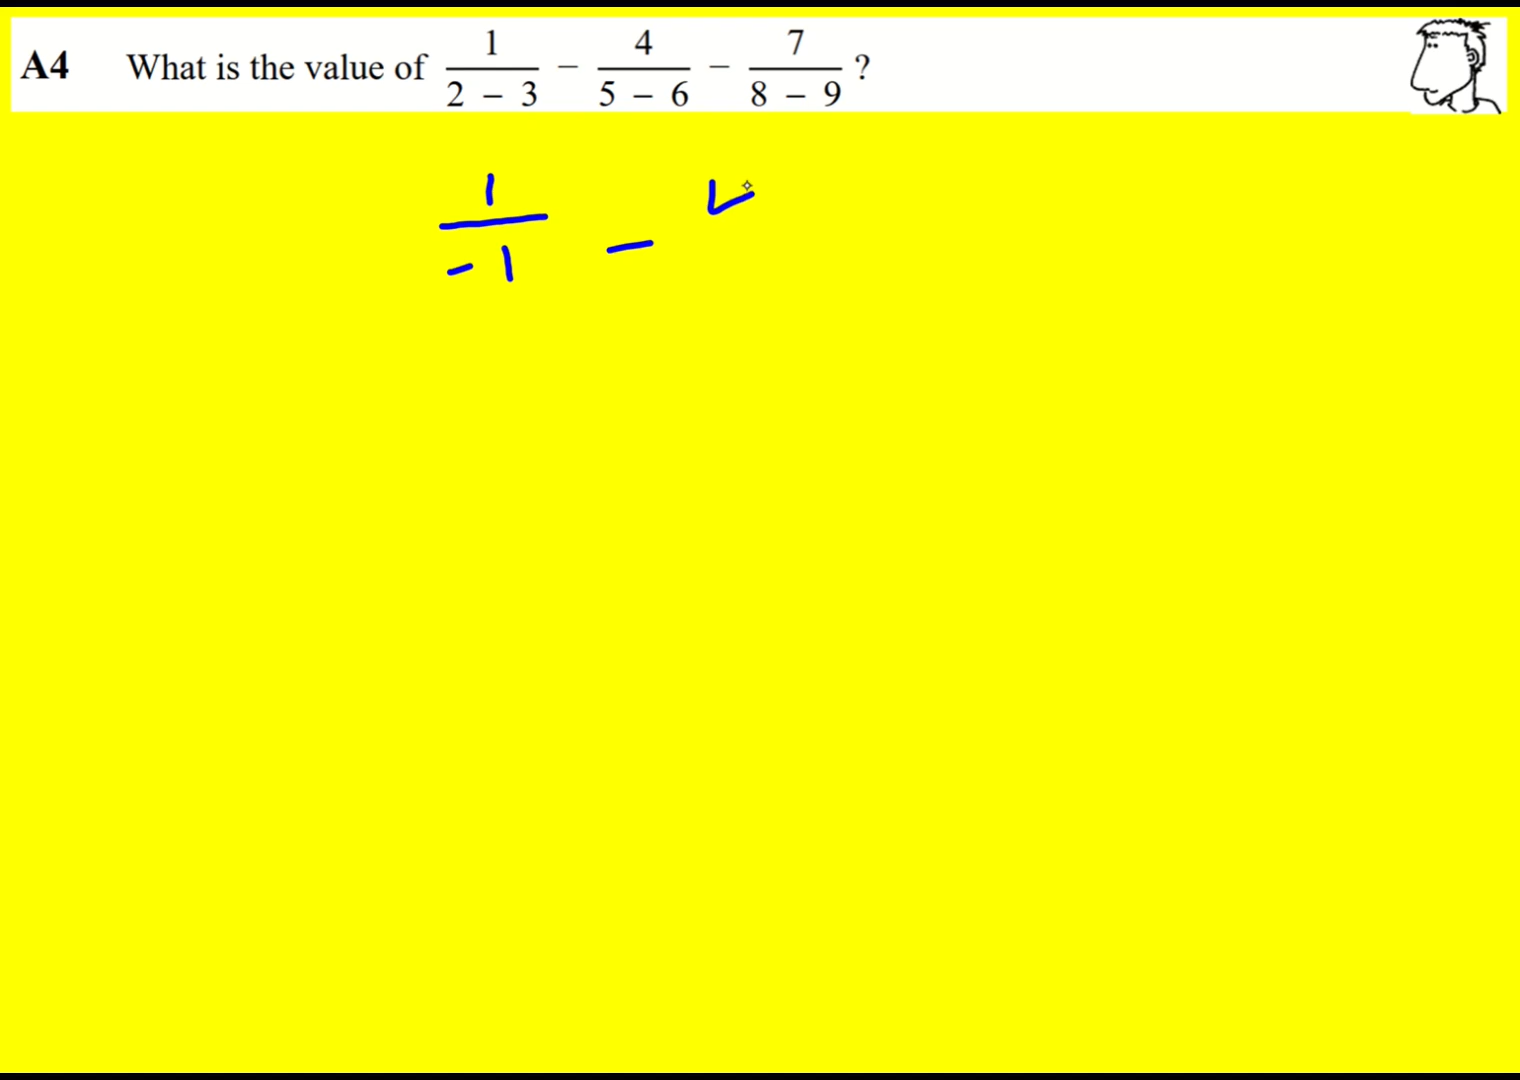 A4 What is the value of 1/(2 – 3) – 4/(5 – 6) – 7/(8 – 9) ?
1/-1 –